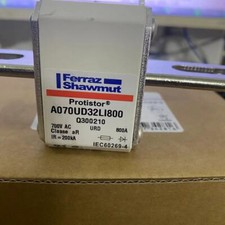 Ferraz
Shawmut
Protistor®
A070UD32LI800
Q300210
700V AC URD 800A
Classe aR
IR = 200kA
IEC60269-4